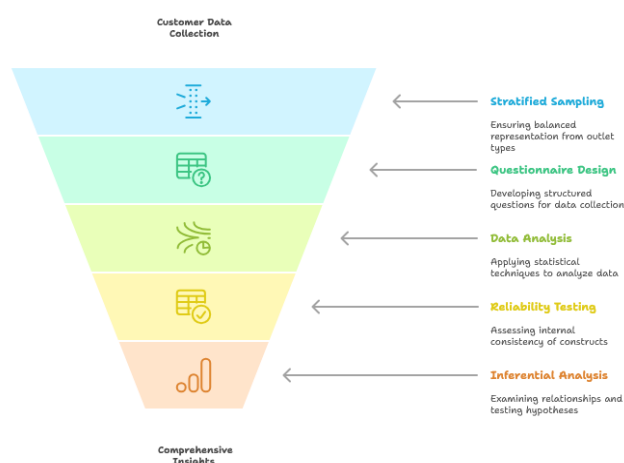 Customer Data
Collection
Stratified Sampling
Ensuring balanced
representation from outlet
types
Questionnaire Design
Developing structured
questions for data collection
Data Analysis
Applying statistical
techniques to analyze data
Reliability Testing
Assessing internal
consistency of constructs
Inferential Analysis
Examining relationships and
testing hypotheses
Comprehensive
Insights